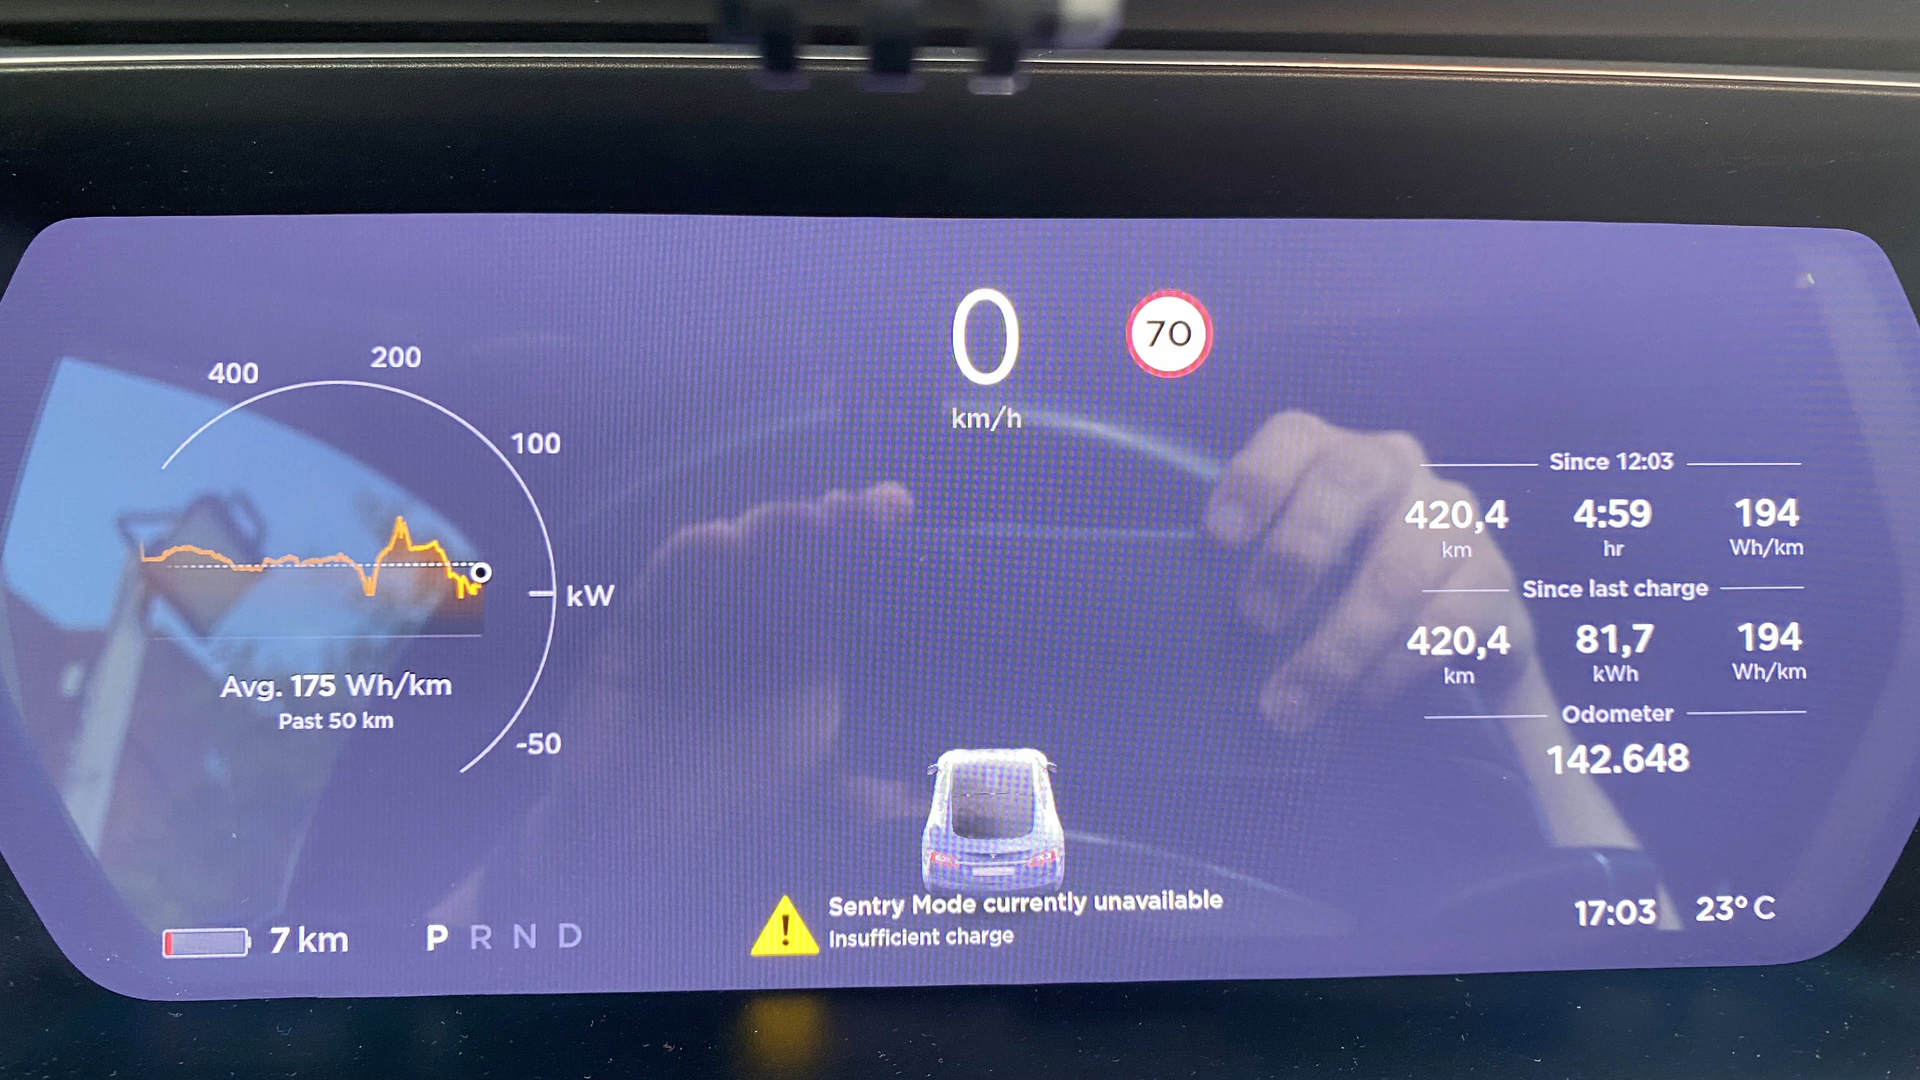 400
200
100
kW
-50
Avg. 175 Wh/km
Past 50 km
7 km
P R N D
0
km/h
70
Sentry Mode currently unavailable
Insufficient charge
Since 12:03
420,4 4:59 194
km hr Wh/km
Since last charge
420,4 81,7 194
km kWh Wh/km
Odometer
142.648
17:03 23° C